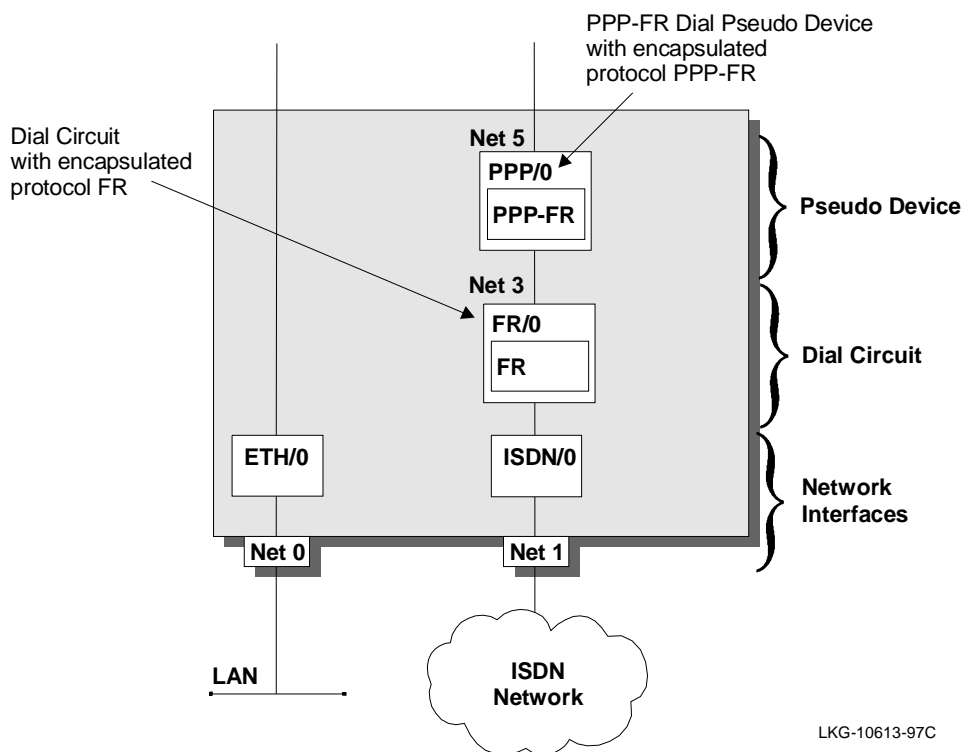 PPP-FR Dial Pseudo Device
with encapsulated
protocol PPP-FR
Dial Circuit
with encapsulated
protocol FR
Net 5
PPP/0
PPP-FR
Pseudo Device
Net 3
FR/0
FR
Dial Circuit
ETH/0
ISDN/0
Network
Interfaces
Net 0
Net 1
LAN
ISDN
Network
LKG-10613-97C